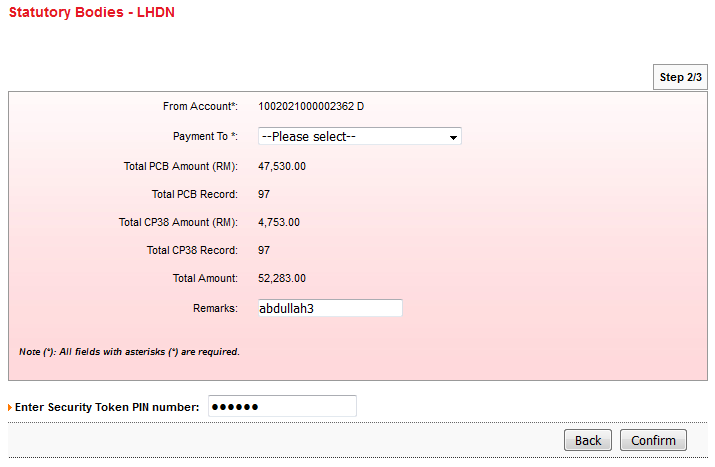 Statutory Bodies - LHDN
Step 2/3
From Account*: 1002021000002362 D
Payment To *: --Please select--
Total PCB Amount (RM): 47,530.00
Total PCB Record: 97
Total CP38 Amount (RM): 4,753.00
Total CP38 Record: 97
Total Amount: 52,283.00
Remarks: abdullah3
Note (*): All fields with asterisks (*) are required.
Enter Security Token PIN number: ●●●●●●
Back Confirm